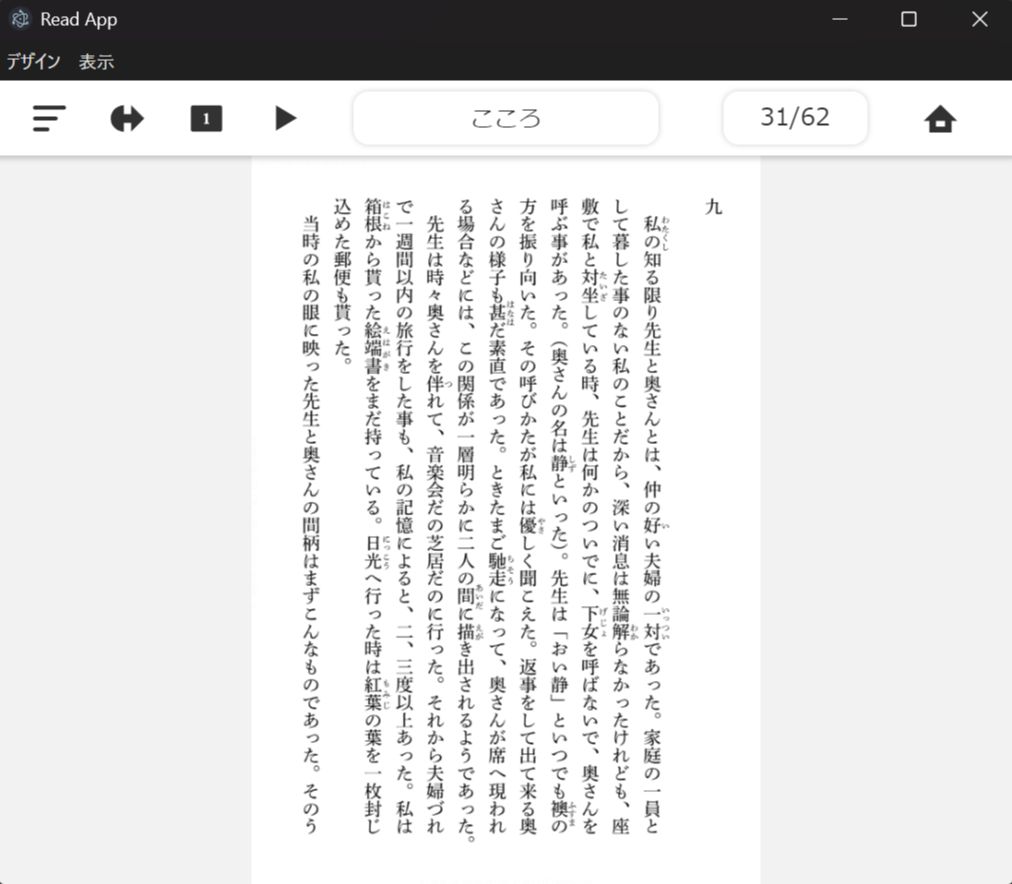 Read App
デザイン 表示
1
こころ
31/62
九
私の知る限り先生と奥さんとは、仲の好い夫婦の一対であった。家庭の一員と
して暮した事のない私のことだから、深い消息は無論解らなかったけれども、座
敷で私と対坐している時、先生は何かのついでに、下女を呼ばないで、奥さんを
呼ぶ事があった。（奥さんの名は静といった）。先生は「おい静」といつでも襖の
方を振り向いた。その呼びかたが私には優しく聞こえた。返事をして出て来る奥
さんの様子も甚だ素直であった。ときたまご馳走になって、奥さんが席へ現われ
る場合などには、この関係が一層明らかに二人の間に描き出されるようであった。
先生は時々奥さんを伴れて、音楽会だの芝居だのに行った。それから夫婦づれ
で一週間以内の旅行をした事も、私の記憶によると、二、三度以上あった。私は
箱根から貰った絵端書をまだ持っている。日光へ行った時は紅葉の葉を一枚封じ
込めた郵便も貰った。
当時の私の眼に映った先生と奥さんの間柄はまずこんなものであった。そのう